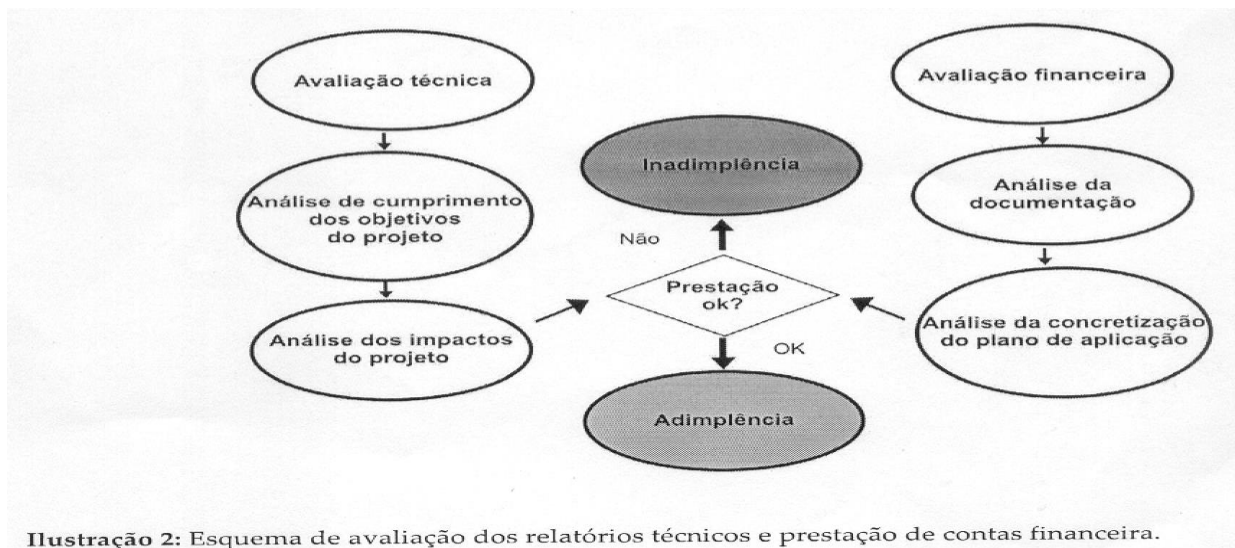 Avaliação técnica
Análise de cumprimento
dos objetivos
do projeto
Análise dos impactos
do projeto
Inadimplência
Não
Prestação
ok?
OK
Adimplência
Avaliação financeira
Análise da
documentação
Análise da concretização
do plano de aplicação
Ilustração 2: Esquema de avaliação dos relatórios técnicos e prestação de contas financeira.